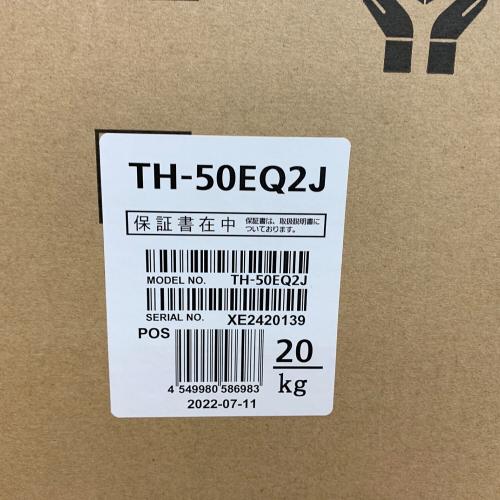 TH-50EQ2J
保証書在中 保証書は、取扱説明書に
ついております。
MODEL NO. TH-50EQ2J
SERIAL NO. XE2420139
POS
20
kg
4 549980 586983
2022-07-11